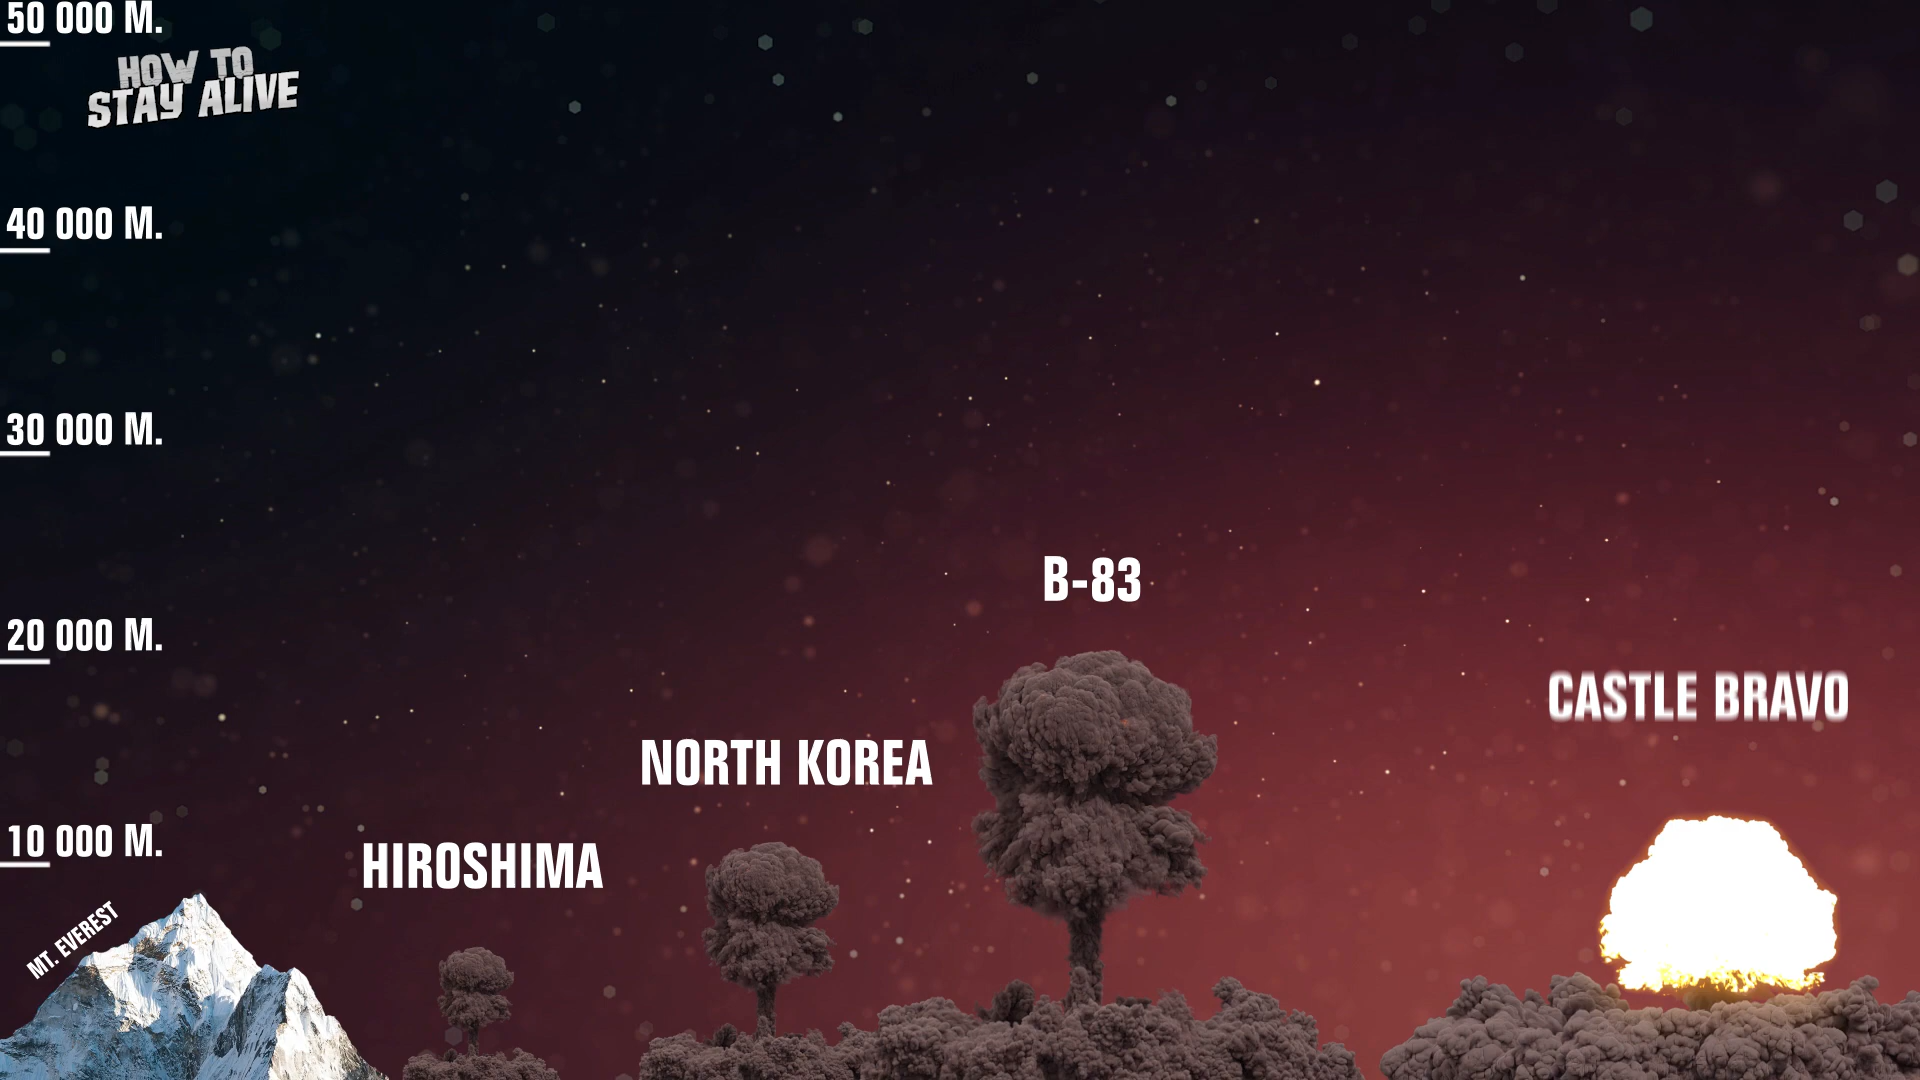 50 000 M.
HOW TO
STAY ALIVE
40 000 M.
30 000 M.
20 000 M.
10 000 M.
MT. EVEREST
HIROSHIMA
NORTH KOREA
B-83
CASTLE BRAVO